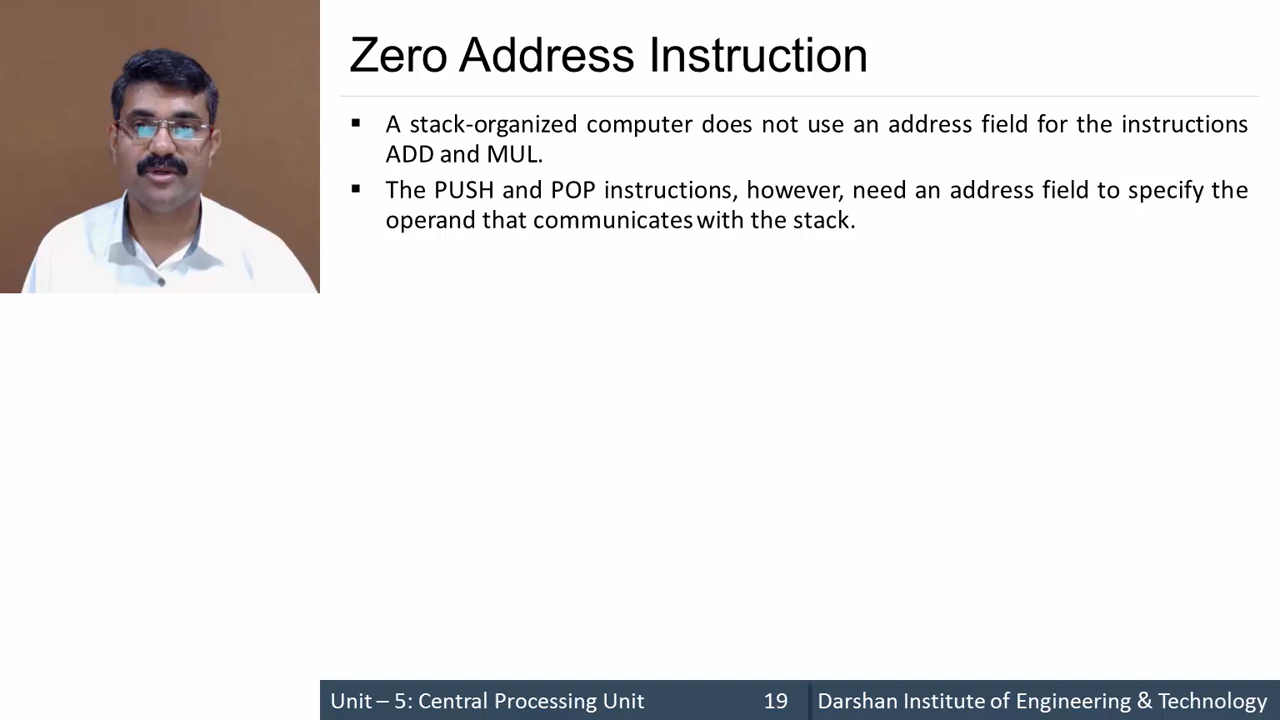 Zero Address Instruction
▪ A stack-organized computer does not use an address field for the instructions
ADD and MUL.
▪ The PUSH and POP instructions, however, need an address field to specify the
operand that communicates with the stack.
Unit – 5: Central Processing Unit 19 Darshan Institute of Engineering & Technology